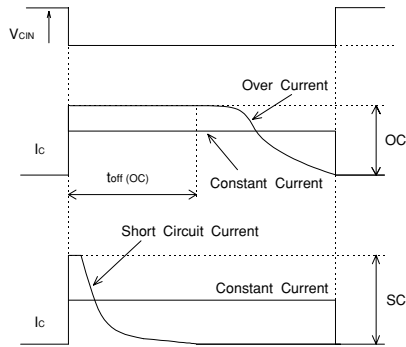 VCIN
Over Current
IC
OC
toff (OC)
Constant Current
Short Circuit Current
Constant Current
SC
IC